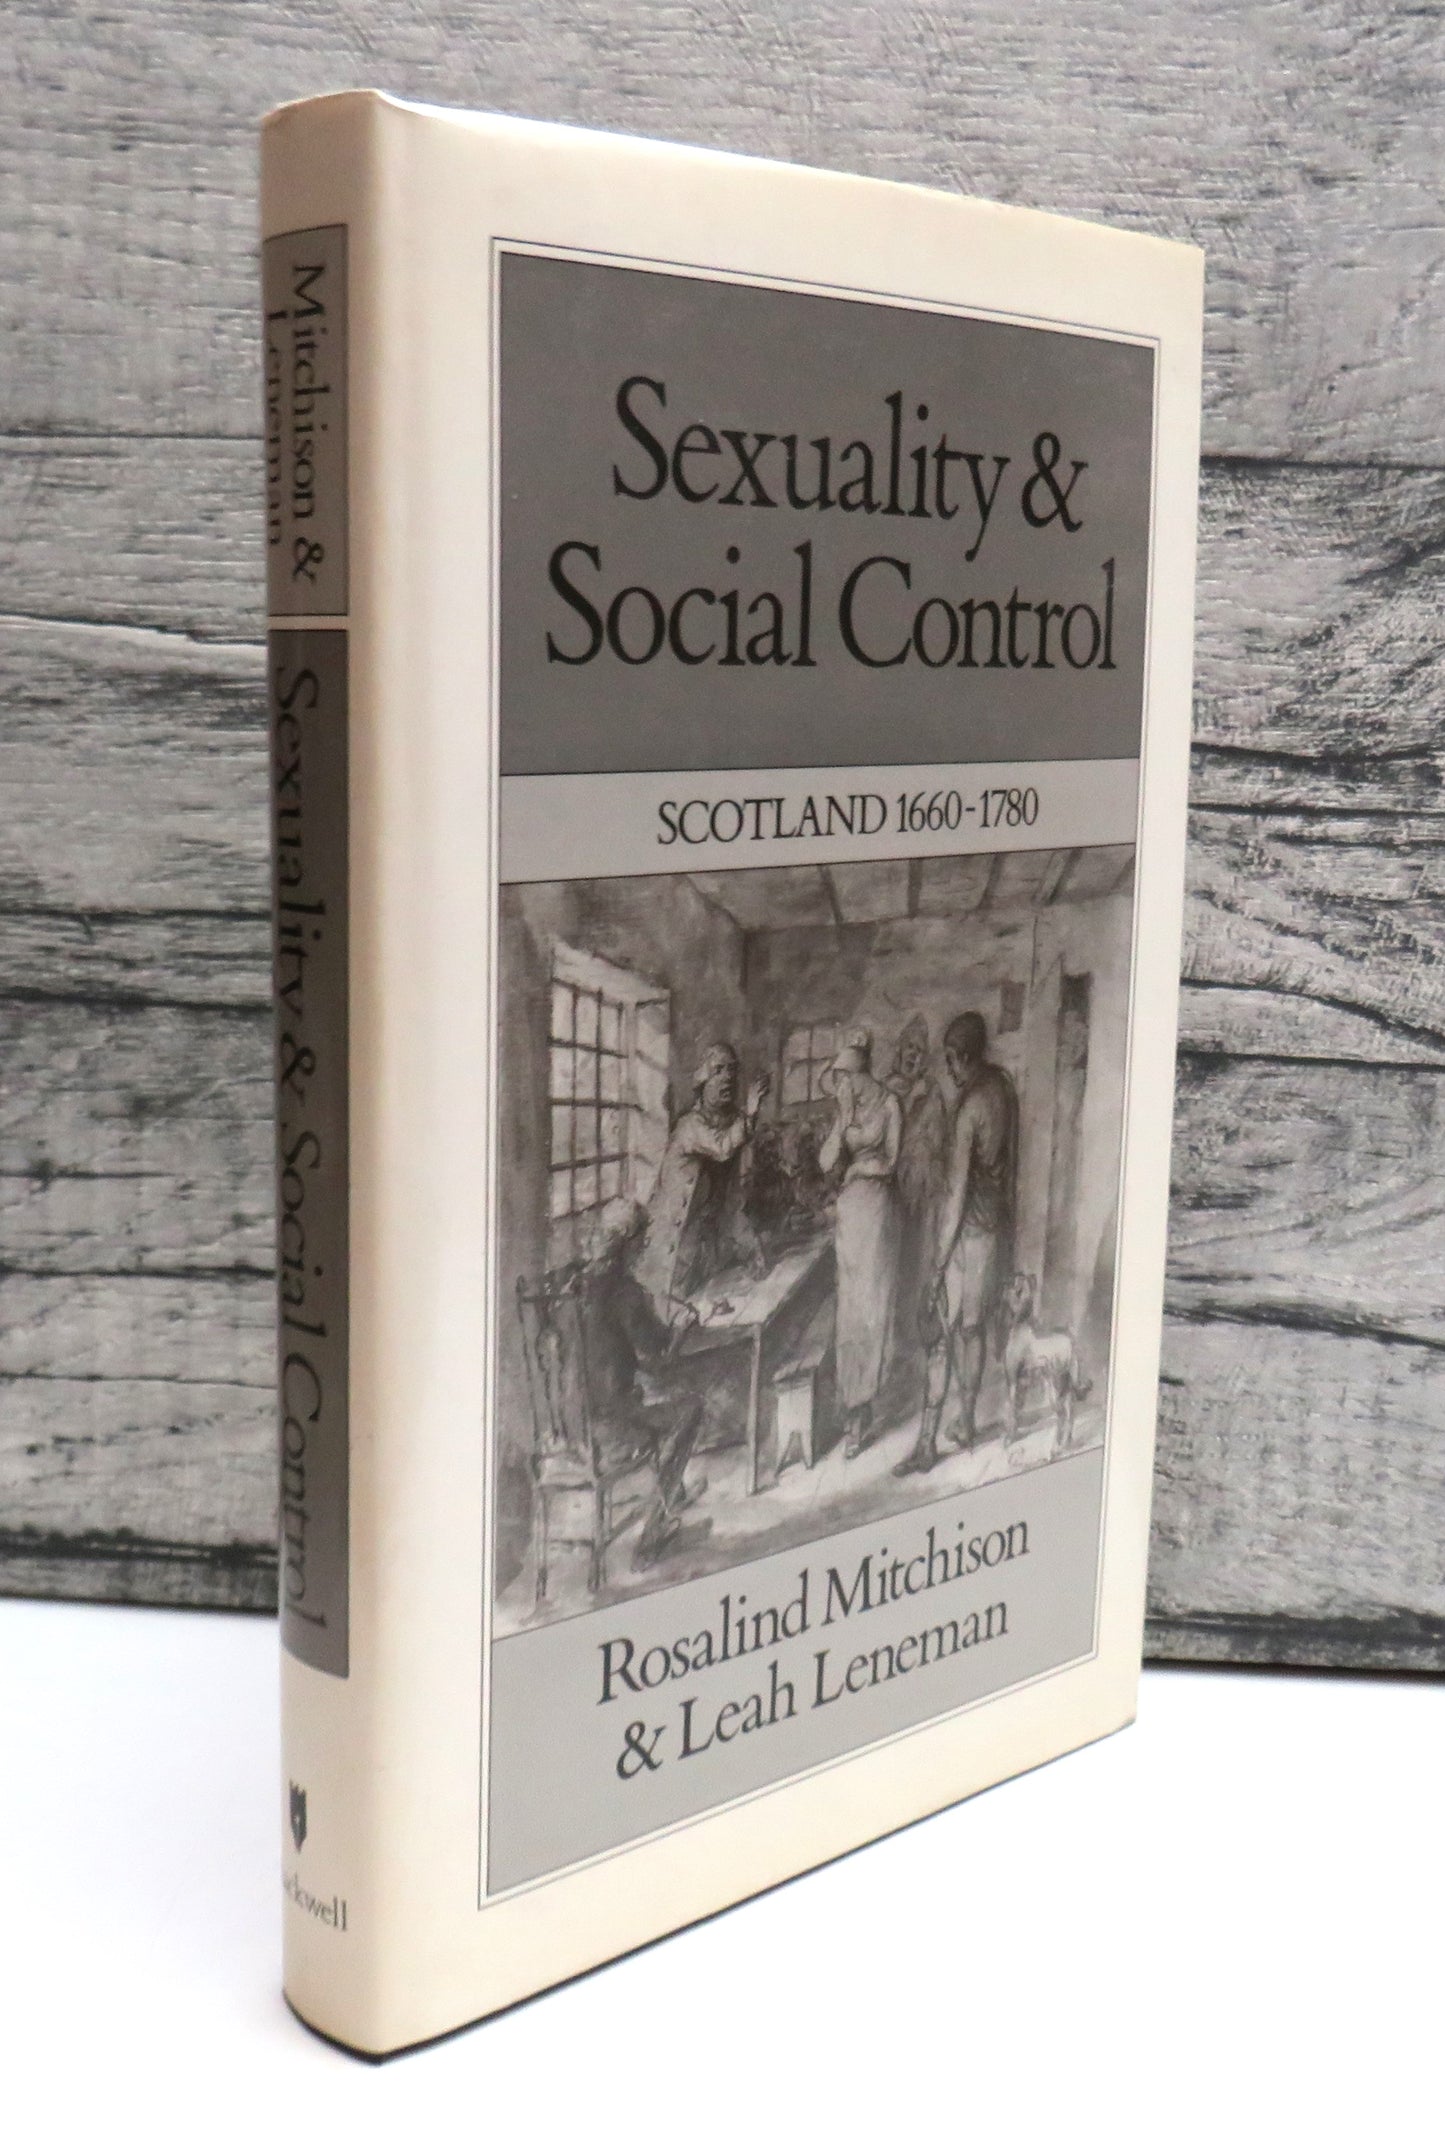 Mitchison &
Leneman
Sexuality & Social Control
Sexuality &
Social Control
SCOTLAND 1660-1780
Rosalind Mitchison
& Leah Leneman